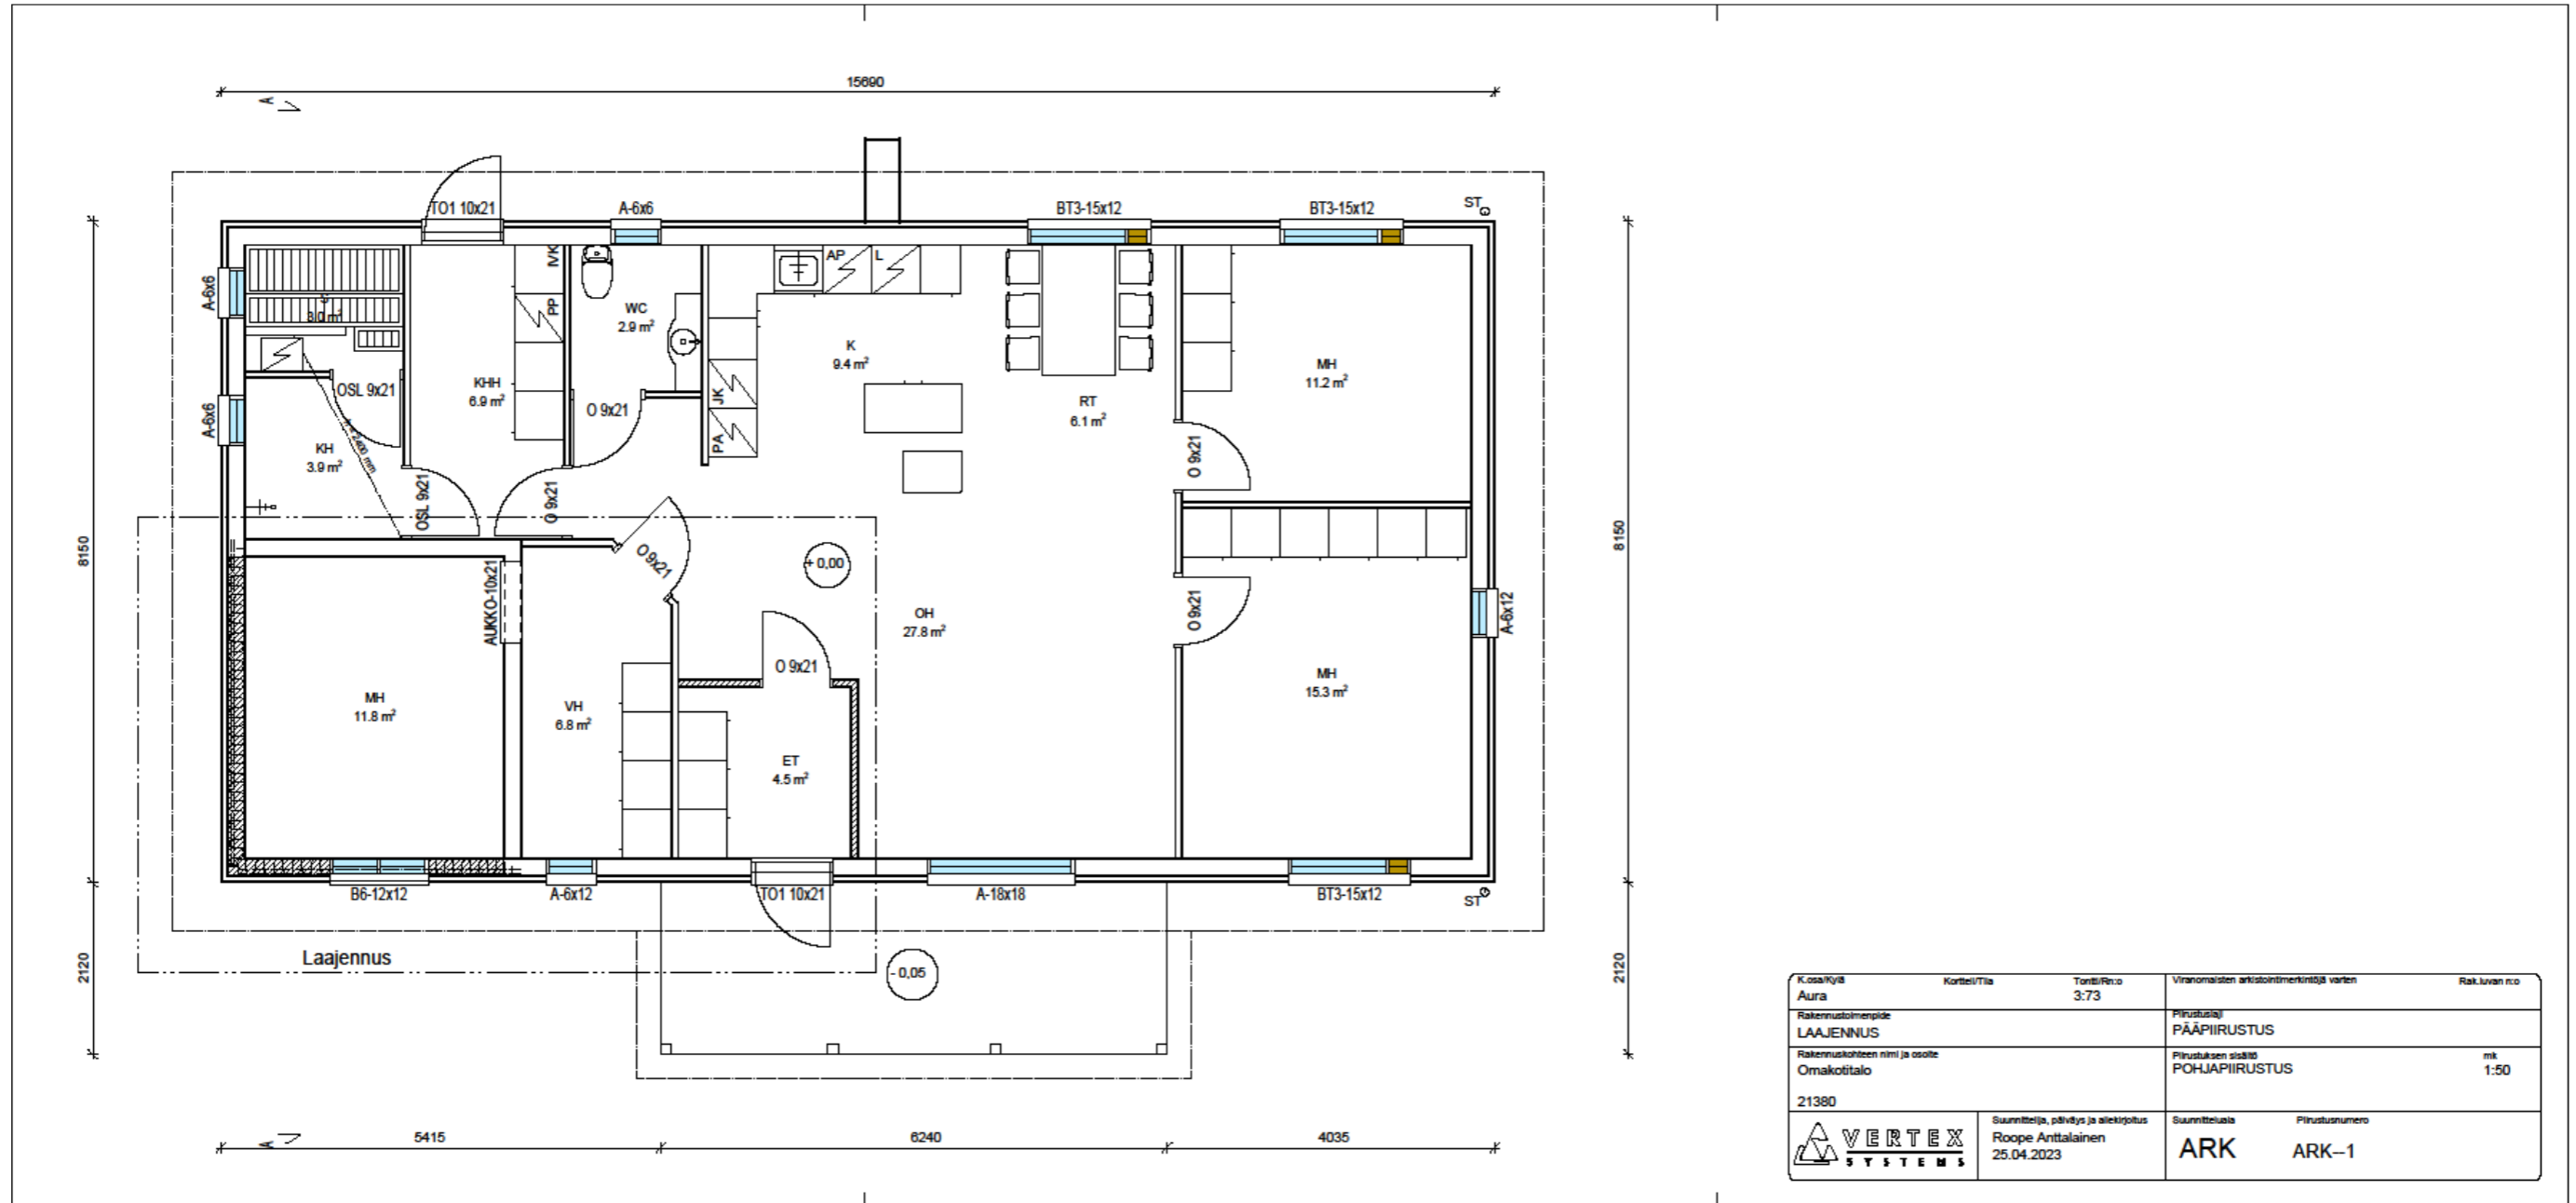 15690
A
TO1 10x21
A-6x6
BT3-15x12
BT3-15x12
ST
IVK
AP
L
A-6x6
PP
WC
2.9 m²
3.0 m²
K
9.4 m²
MH
11.2 m²
OSL 9x21
KHH
6.9 m²
JK
O 9x21
RT
6.1 m²
A-6x6
KH
3.9 m²
2400 mm
PA
O 9x21
OSL 9x21
O 9x21
8150
8150
O 9x21
+ 0,00
AUKKO-10x21
OH
27.8 m²
O 9x21
A-6x12
O 9x21
MH
11.8 m²
VH
6.8 m²
MH
15.3 m²
ET
4.5 m²
B6-12x12
A-6x12
TO1 10x21
A-18x18
BT3-15x12
ST
Laajennus
- 0,05
2120
2120
A
5415
6240
4035
K.osa/Kylä
Kortteli/Tila
Tontti/Rn:o
Viranomaisten arkistointimerkintöjä varten
Rak.luvan n:o
Aura
3:73
Rakennustoimenpide
Piirustuslaji
LAAJENNUS
PÄÄPIIRUSTUS
Rakennuskohteen nimi ja osoite
Piirustuksen sisältö
mk
Omakotitalo
POHJAPIIRUSTUS
1:50
21380
VERTEX
SYSTEMS
Suunnittelija, päiväys ja allekirjoitus
Roope Anttalainen
25.04.2023
Suunnitteluala
Piirustusnumero
ARK
ARK--1